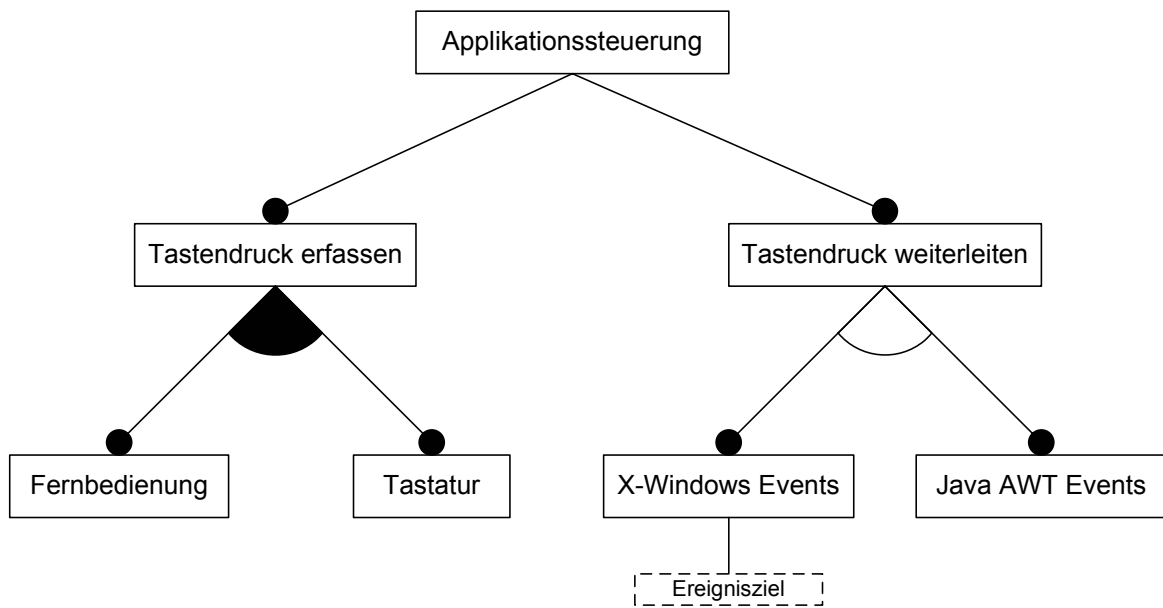 Applikationssteuerung
Tastendruck erfassen
Tastendruck weiterleiten
Fernbedienung
Tastatur
X-Windows Events
Java AWT Events
Ereignisziel